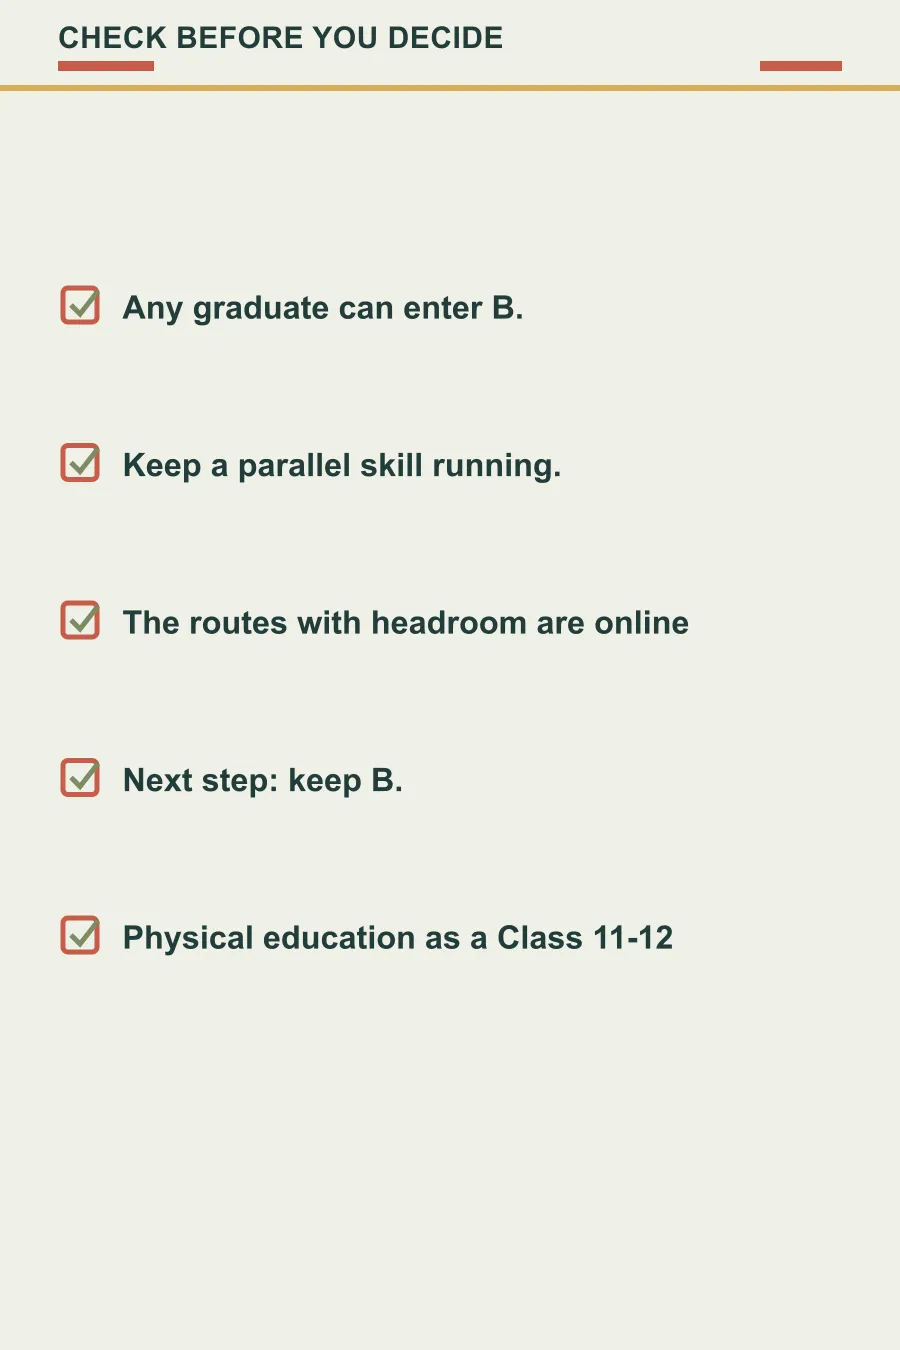 CHECK BEFORE YOU DECIDE
Any graduate can enter B.
Keep a parallel skill running.
The routes with headroom are online
Next step: keep B.
Physical education as a Class 11-12